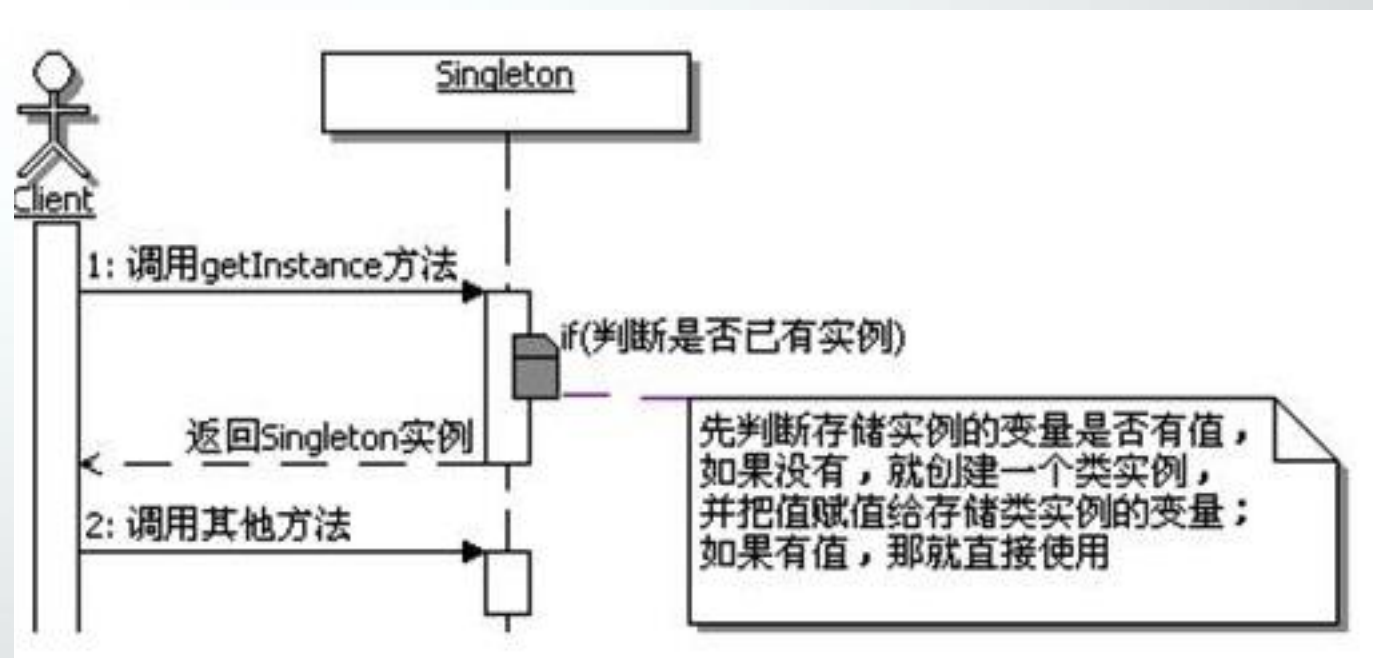 Singleton
Client
1: 调用getInstance方法
if(判断是否已有实例)
返回Singleton实例
先判断存储实例的变量是否有值，
如果没有，就创建一个类实例，
并把值赋值给存储类实例的变量；
如果有值，那就直接使用
2: 调用其他方法